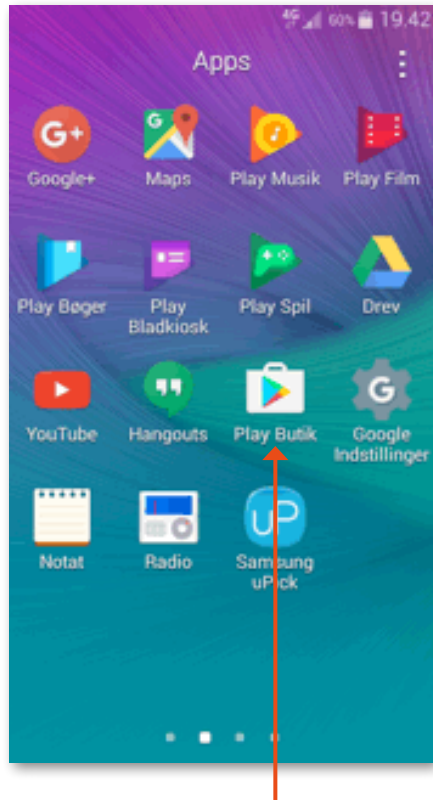 4G 60% 19.42
Apps
Google+ Maps Play Musik Play Film
Play Bøger Play Bladkiosk Play Spil Drev
YouTube Hangouts Play Butik Google Indstillinger
Notat Radio Samsung uPick